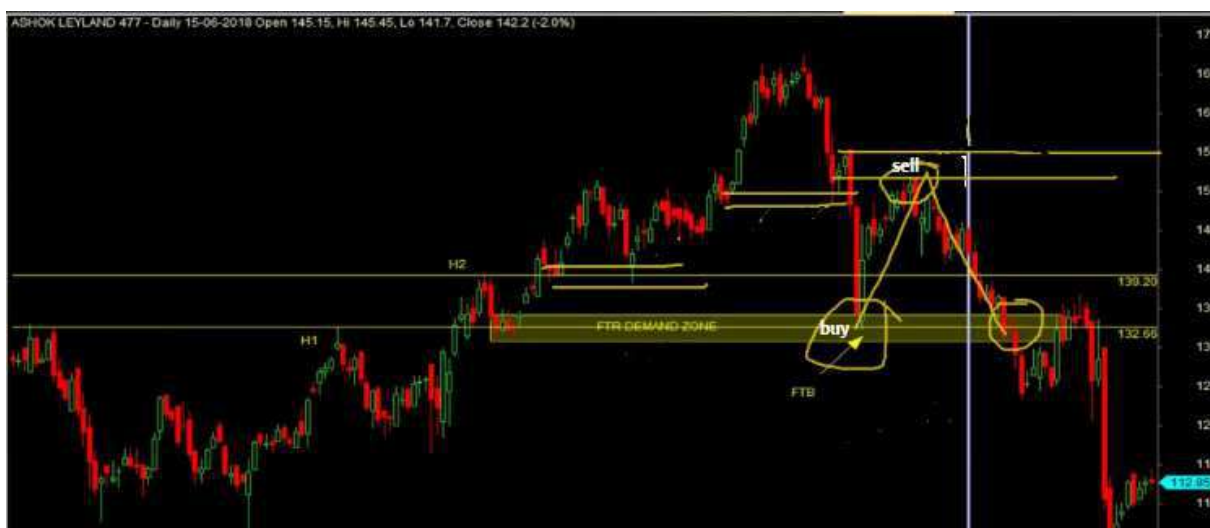 ASHOK LEYLAND 477 - Daily 15-06-2018 Open 145.15, Hi 145.45, Lo 141.7, Close 142.2 (-2.0%)
sell
H2
139.20
FTR DEMAND ZONE
buy
132.66
H1
FTB
112.95